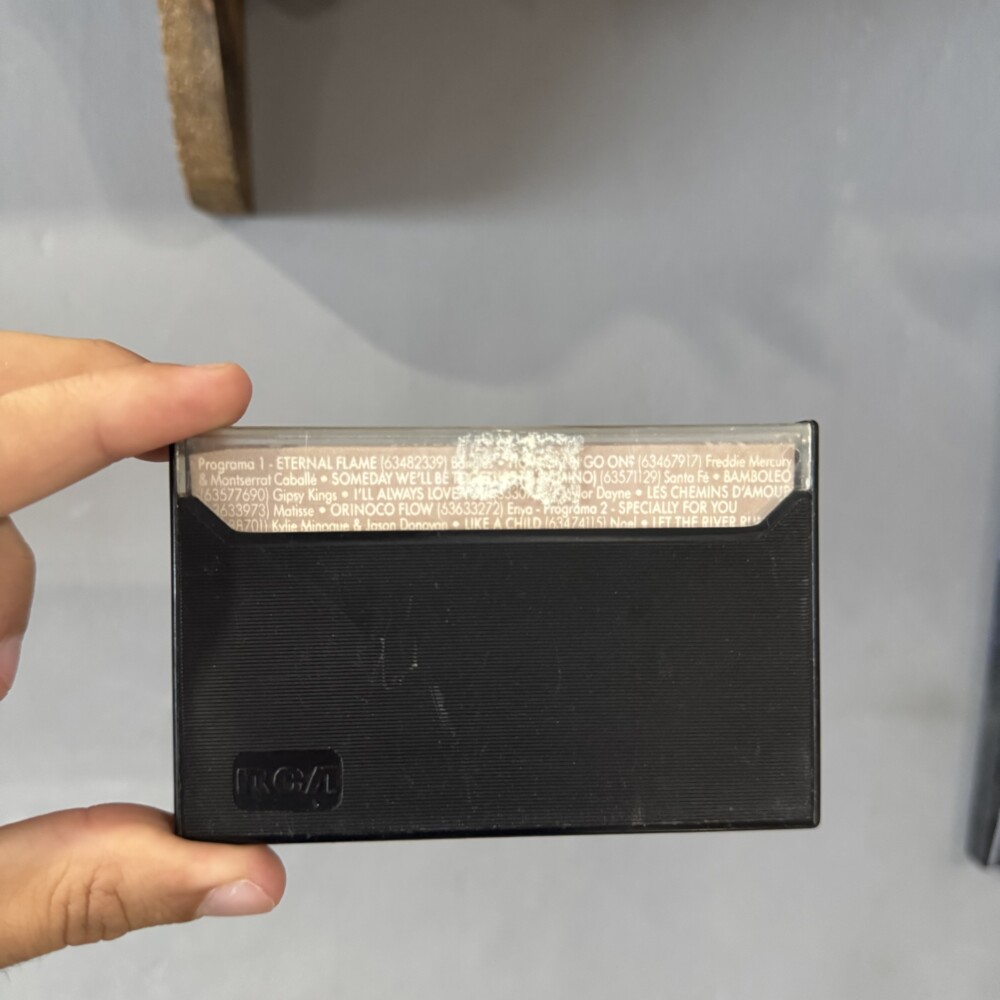 Programa 1 - ETERNAL FLAME (63482339) GO ON? (63467917) Freddie Mercury
& Montserrat Caballé • SOMEDAY WE'LL BE (63571129) Santa Fé • BAMBOLEO
(63577690) Gipsy Kings • I'LL ALWAYS LOVE Dayne • LES CHEMINS D'AMOUR
Matisse • ORINOCO FLOW (63633272) Enya - Programa 2 - SPECIALLY FOR YOU
Kylie Minogue & Jason Donovan • LIKE A CHILD (63474115) Noel • LET THE RIVER RUN
RCA